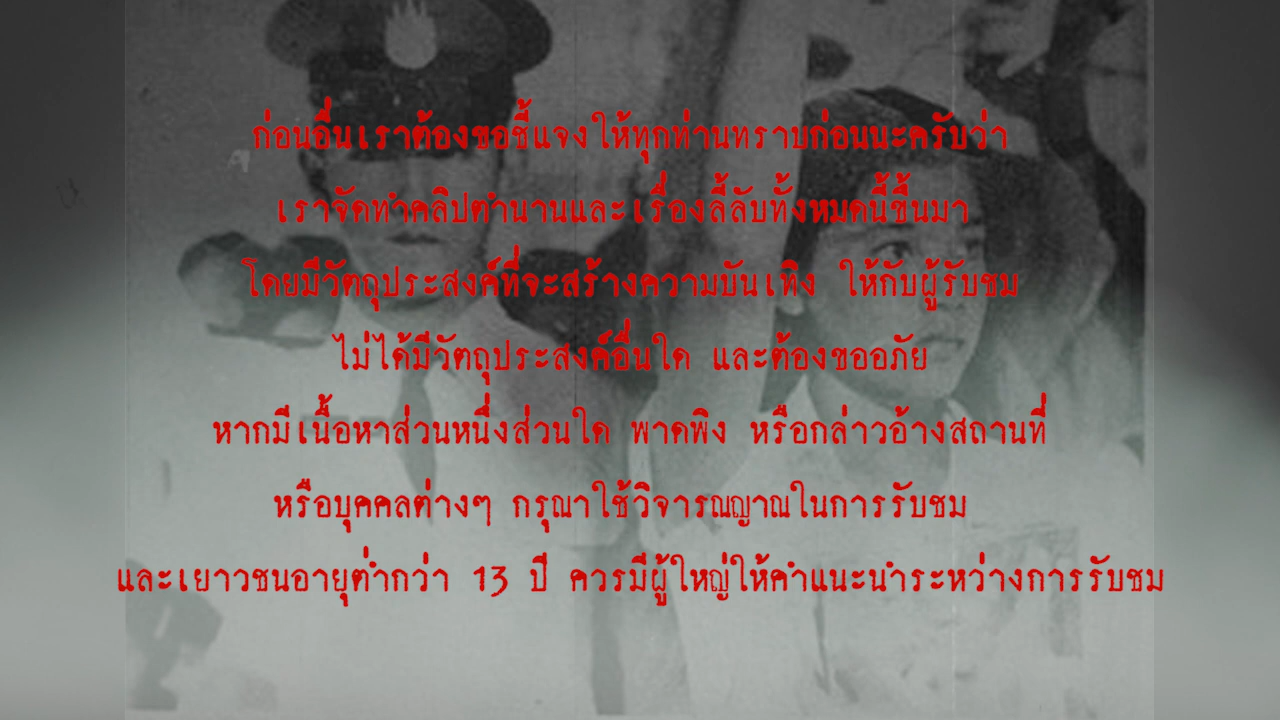 ก่อนอื่นเราต้องขอชี้แจงให้ทุกท่านทราบก่อนนะครับว่า
เราจัดทำคลิปตำนานและเรื่องลี้ลับทั้งหมดนี้ขึ้นมา
โดยมีวัตถุประสงค์ที่จะสร้างความบันเทิง ให้กับผู้รับชม
ไม่ได้มีวัตถุประสงค์อื่นใด และต้องขออภัย
หากมีเนื้อหาส่วนหนึ่งส่วนใด พาดพิง หรือกล่าวอ้างสถานที่
หรือบุคคลต่างๆ กรุณาใช้วิจารณญาณในการรับชม
และเยาวชนอายุต่ำกว่า 13 ปี ควรมีผู้ใหญ่ให้คำแนะนำระหว่างการรับชม